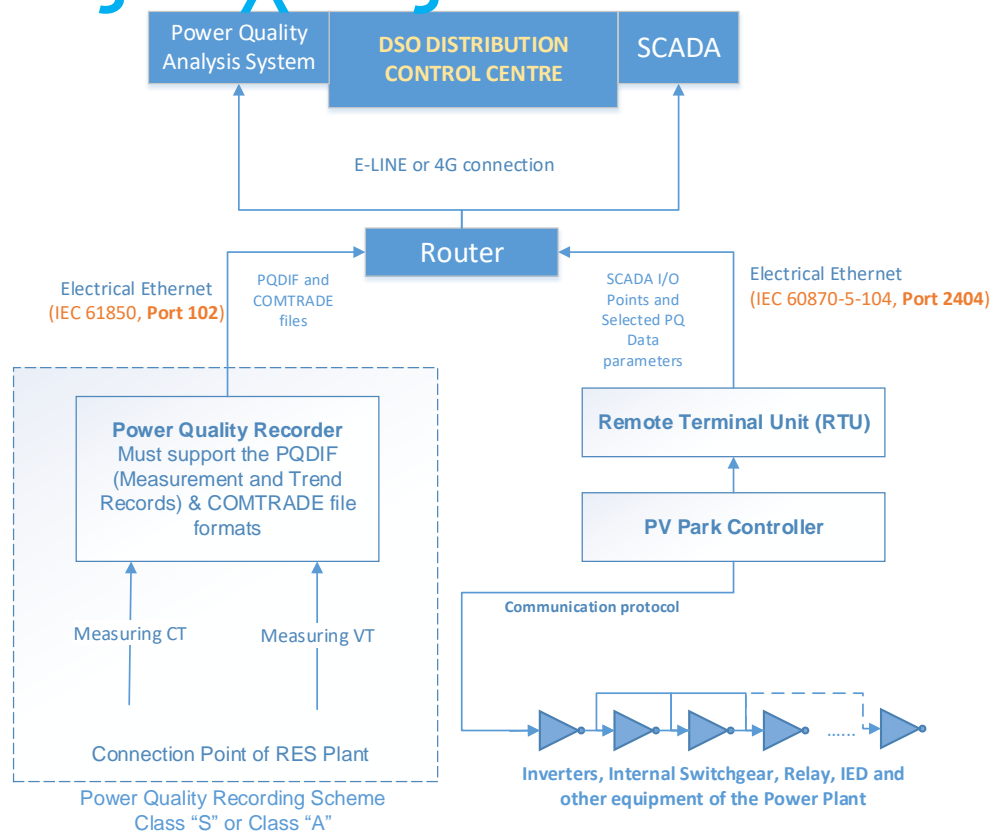 Power Quality
Analysis System
DSO DISTRIBUTION
CONTROL CENTRE
SCADA
E-LINE or 4G connection
Router
Electrical Ethernet
(IEC 61850, Port 102)
PQDIF and
COMTRADE
files
SCADA I/O
Points and
Selected PQ
Data
parameters
Electrical Ethernet
(IEC 60870-5-104, Port 2404)
Power Quality Recorder
Must support the PQDIF
(Measurement and Trend
Records) & COMTRADE file
formats
Remote Terminal Unit (RTU)
PV Park Controller
Communication protocol
Measuring CT
Measuring VT
Connection Point of RES Plant
......
Inverters, Internal Switchgear, Relay, IED and
other equipment of the Power Plant
Power Quality Recording Scheme
Class “S” or Class “A”